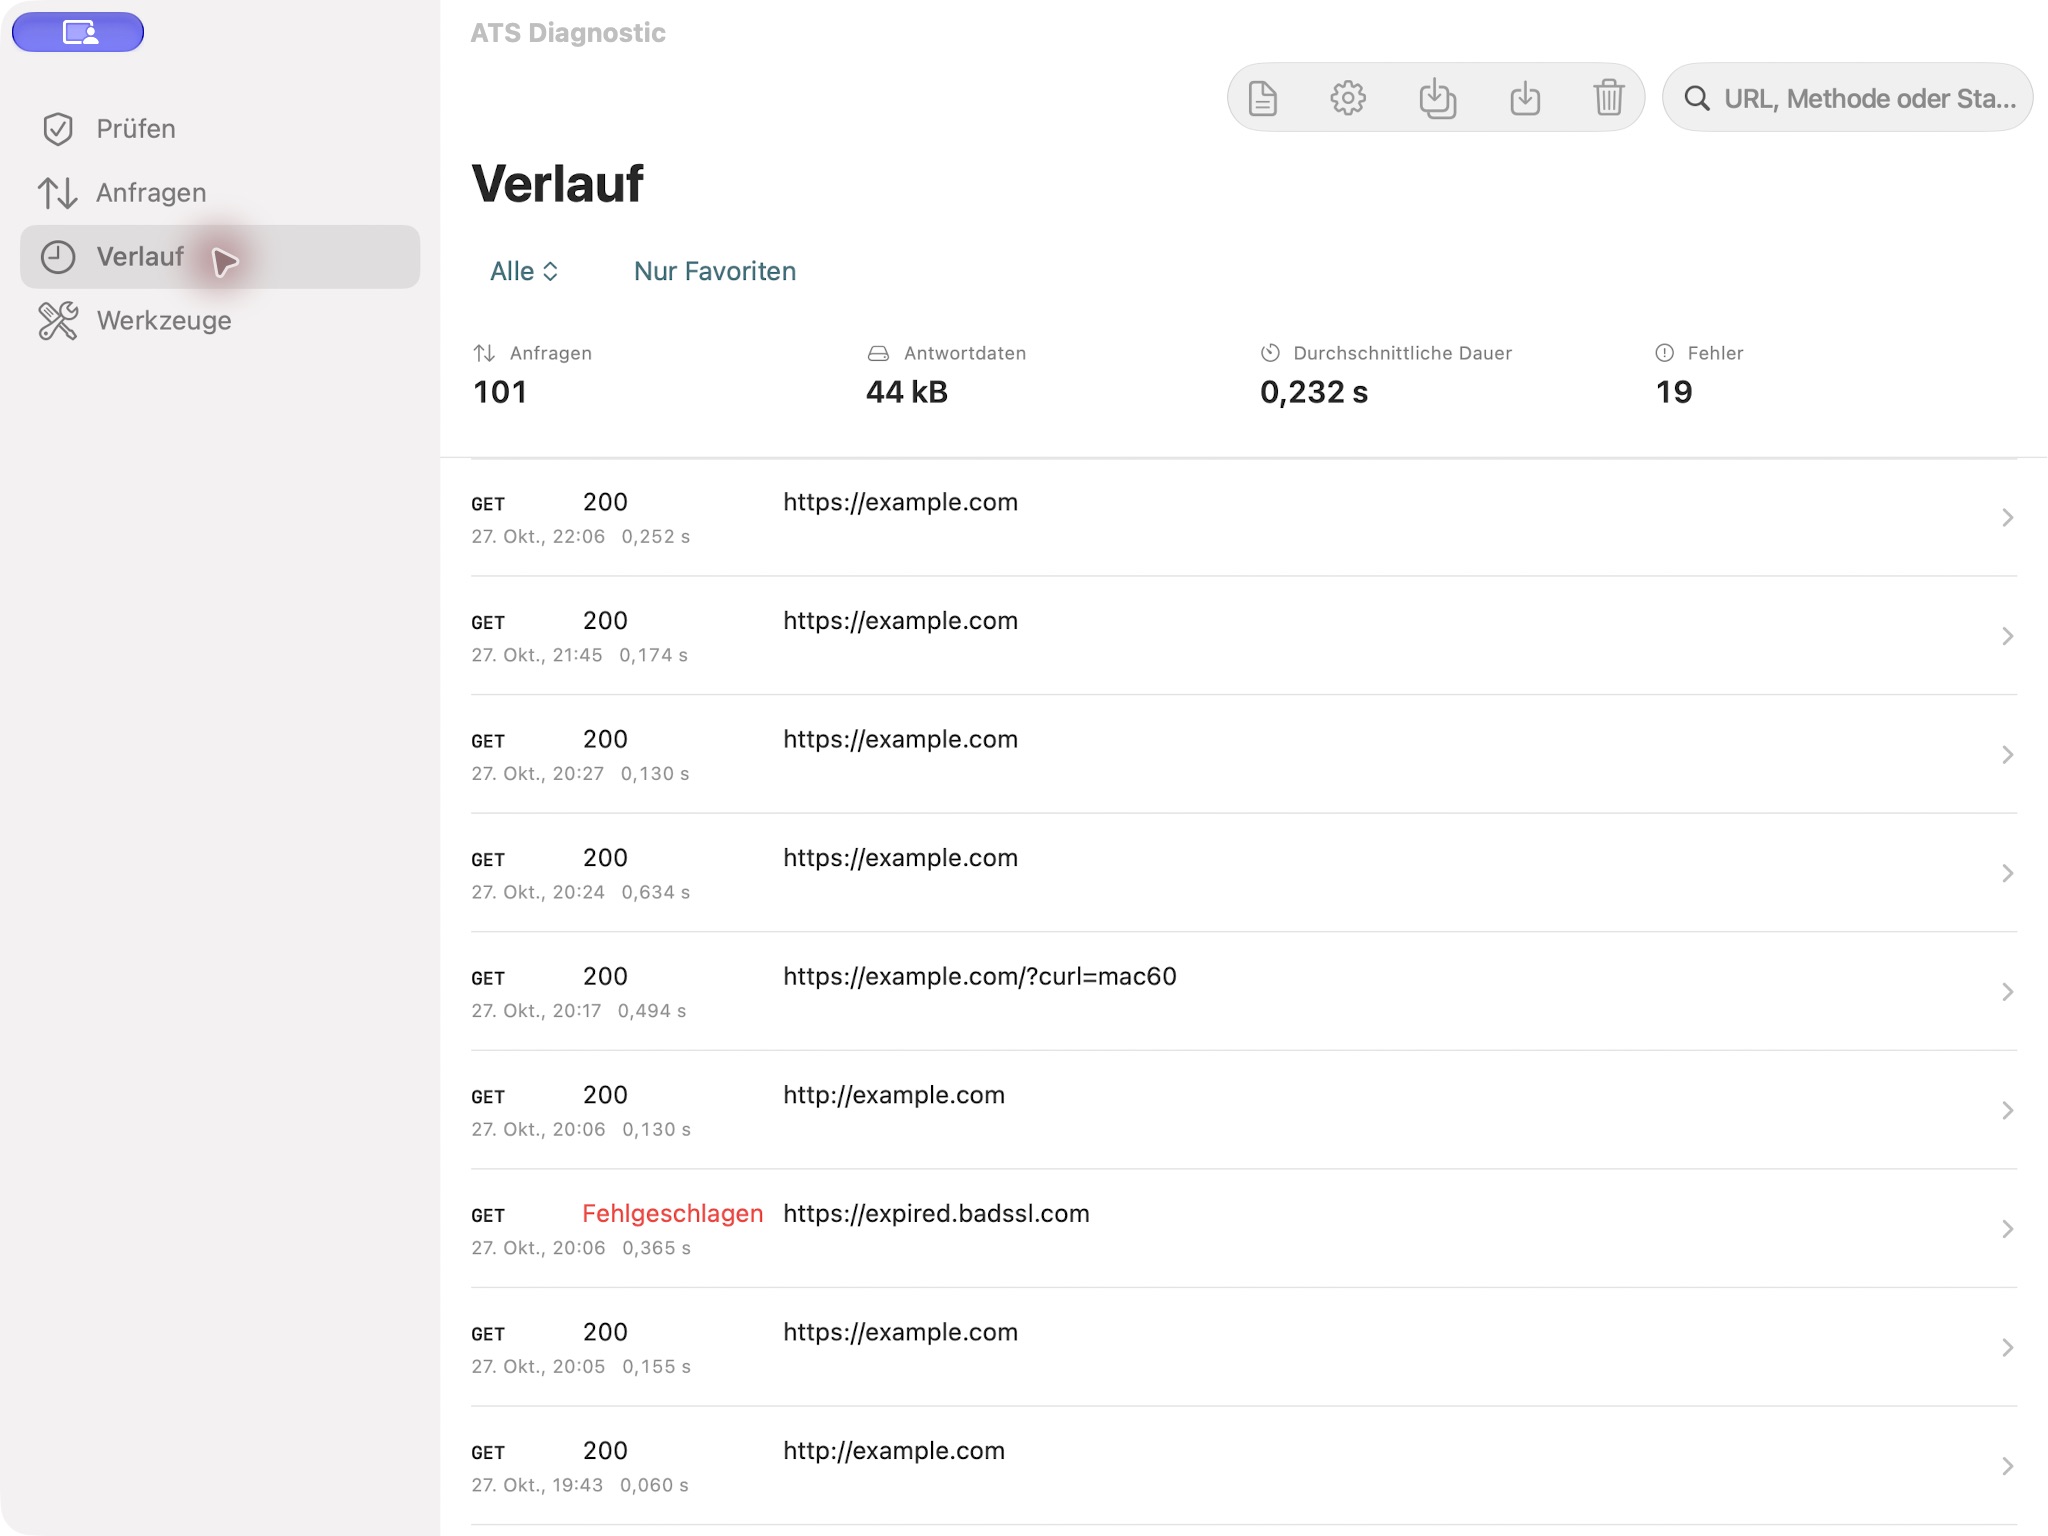 ATS Diagnostic
URL, Methode oder Sta...
Prüfen
Anfragen
Verlauf
Werkzeuge
Verlauf
Alle
Nur Favoriten
Anfragen
101
Antwortdaten
44 kB
Durchschnittliche Dauer
0,232 s
Fehler
19
GET 200 https://example.com
27. Okt., 22:06 0,252 s
GET 200 https://example.com
27. Okt., 21:45 0,174 s
GET 200 https://example.com
27. Okt., 20:27 0,130 s
GET 200 https://example.com
27. Okt., 20:24 0,634 s
GET 200 https://example.com/?curl=mac60
27. Okt., 20:17 0,494 s
GET 200 http://example.com
27. Okt., 20:06 0,130 s
GET Fehlgeschlagen https://expired.badssl.com
27. Okt., 20:06 0,365 s
GET 200 https://example.com
27. Okt., 20:05 0,155 s
GET 200 http://example.com
27. Okt., 19:43 0,060 s